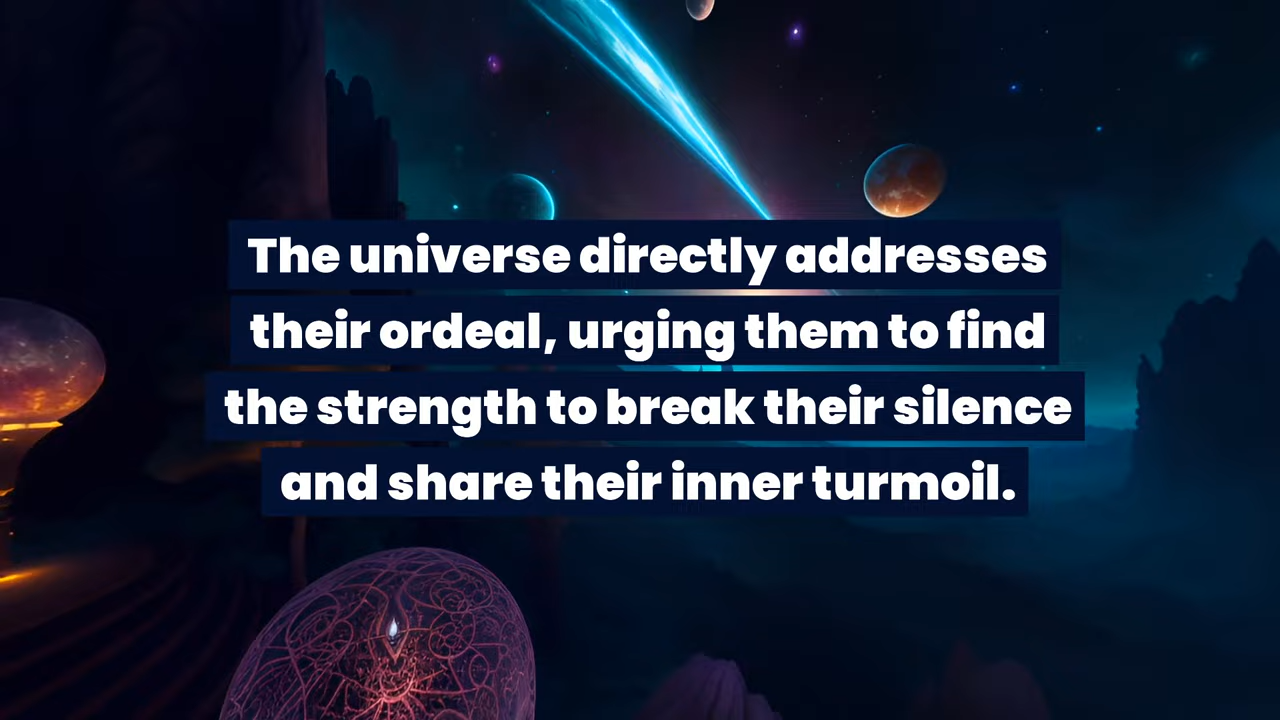 The universe directly addresses
their ordeal, urging them to find
the strength to break their silence
and share their inner turmoil.